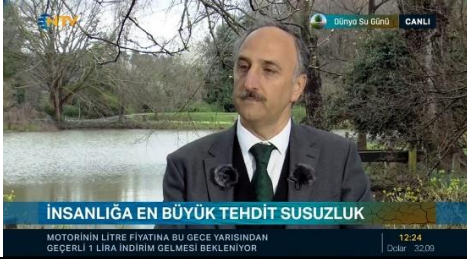 NTV
Dünya Su Günü
CANLI
İNSANLIĞA EN BÜYÜK TEHDİT SUSUZLUK
MOTORİNİN LİTRE FİYATINA BU GECE YARISINDAN
GEÇERLİ 1 LİRA İNDİRİM GELMESİ BEKLENİYOR
12:24
Dolar 32.09